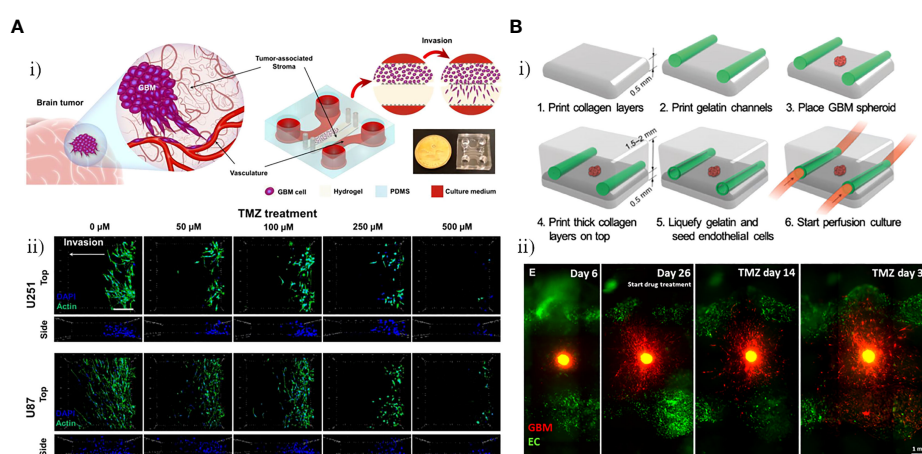 A
i)
Brain tumor
GBM
Tumor-associated
Stroma
Vasculature
Invasion
GBM cell
Hydrogel
PDMS
Culture medium
ii)
TMZ treatment
0 μM
50 μM
100 μM
250 μM
500 μM
Invasion
U251
Top
DAPI
Actin
Side
U87
Top
DAPI
Actin
Side
B
i)
0.5 mm
1. Print collagen layers
2. Print gelatin channels
3. Place GBM spheroid
1.5–2 mm
0.5 mm
4. Print thick collagen
layers on top
5. Liquefy gelatin and
seed endothelial cells
6. Start perfusion culture
ii)
E
Day 6
Day 26
Start drug treatment
TMZ day 14
TMZ day 3
GBM
EC
1 m